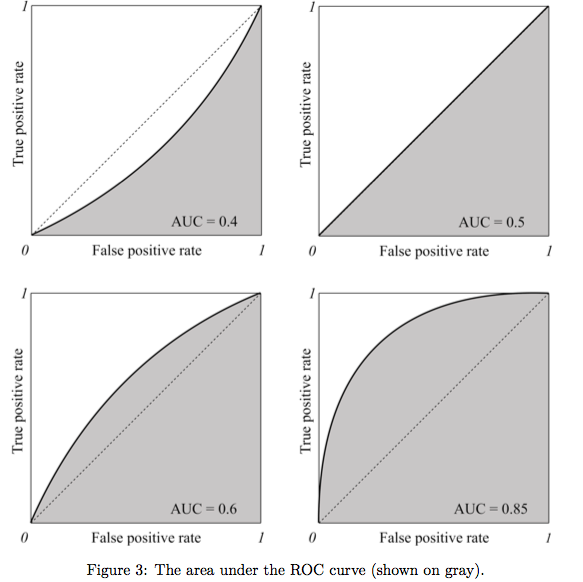 1
1
True positive rate
True positive rate
AUC = 0.4
AUC = 0.5
0
False positive rate
1
0
False positive rate
1
1
1
True positive rate
True positive rate
AUC = 0.6
AUC = 0.85
0
False positive rate
1
0
False positive rate
1
Figure 3: The area under the ROC curve (shown on gray).